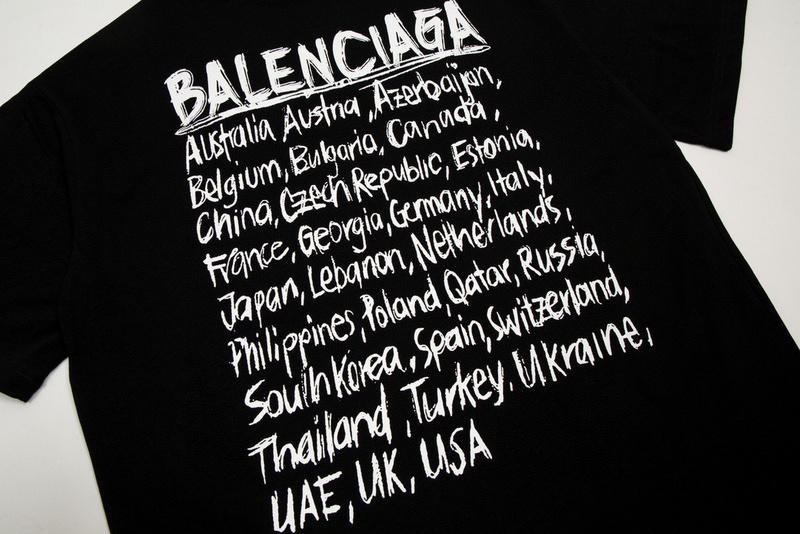 BALENCIAGA
Australia Austria, Azerbaijan,
Belgium, Bulgaria, Canada,
China, Czech Republic, Estonia,
France, Georgia, Germany, Italy,
Japan, Lebanon, Netherlands,
Philippines, Poland, Qatar, Russia,
South Korea, Spain, Switzerland,
Thailand, Turkey, Ukraine,
UAE, UK, USA